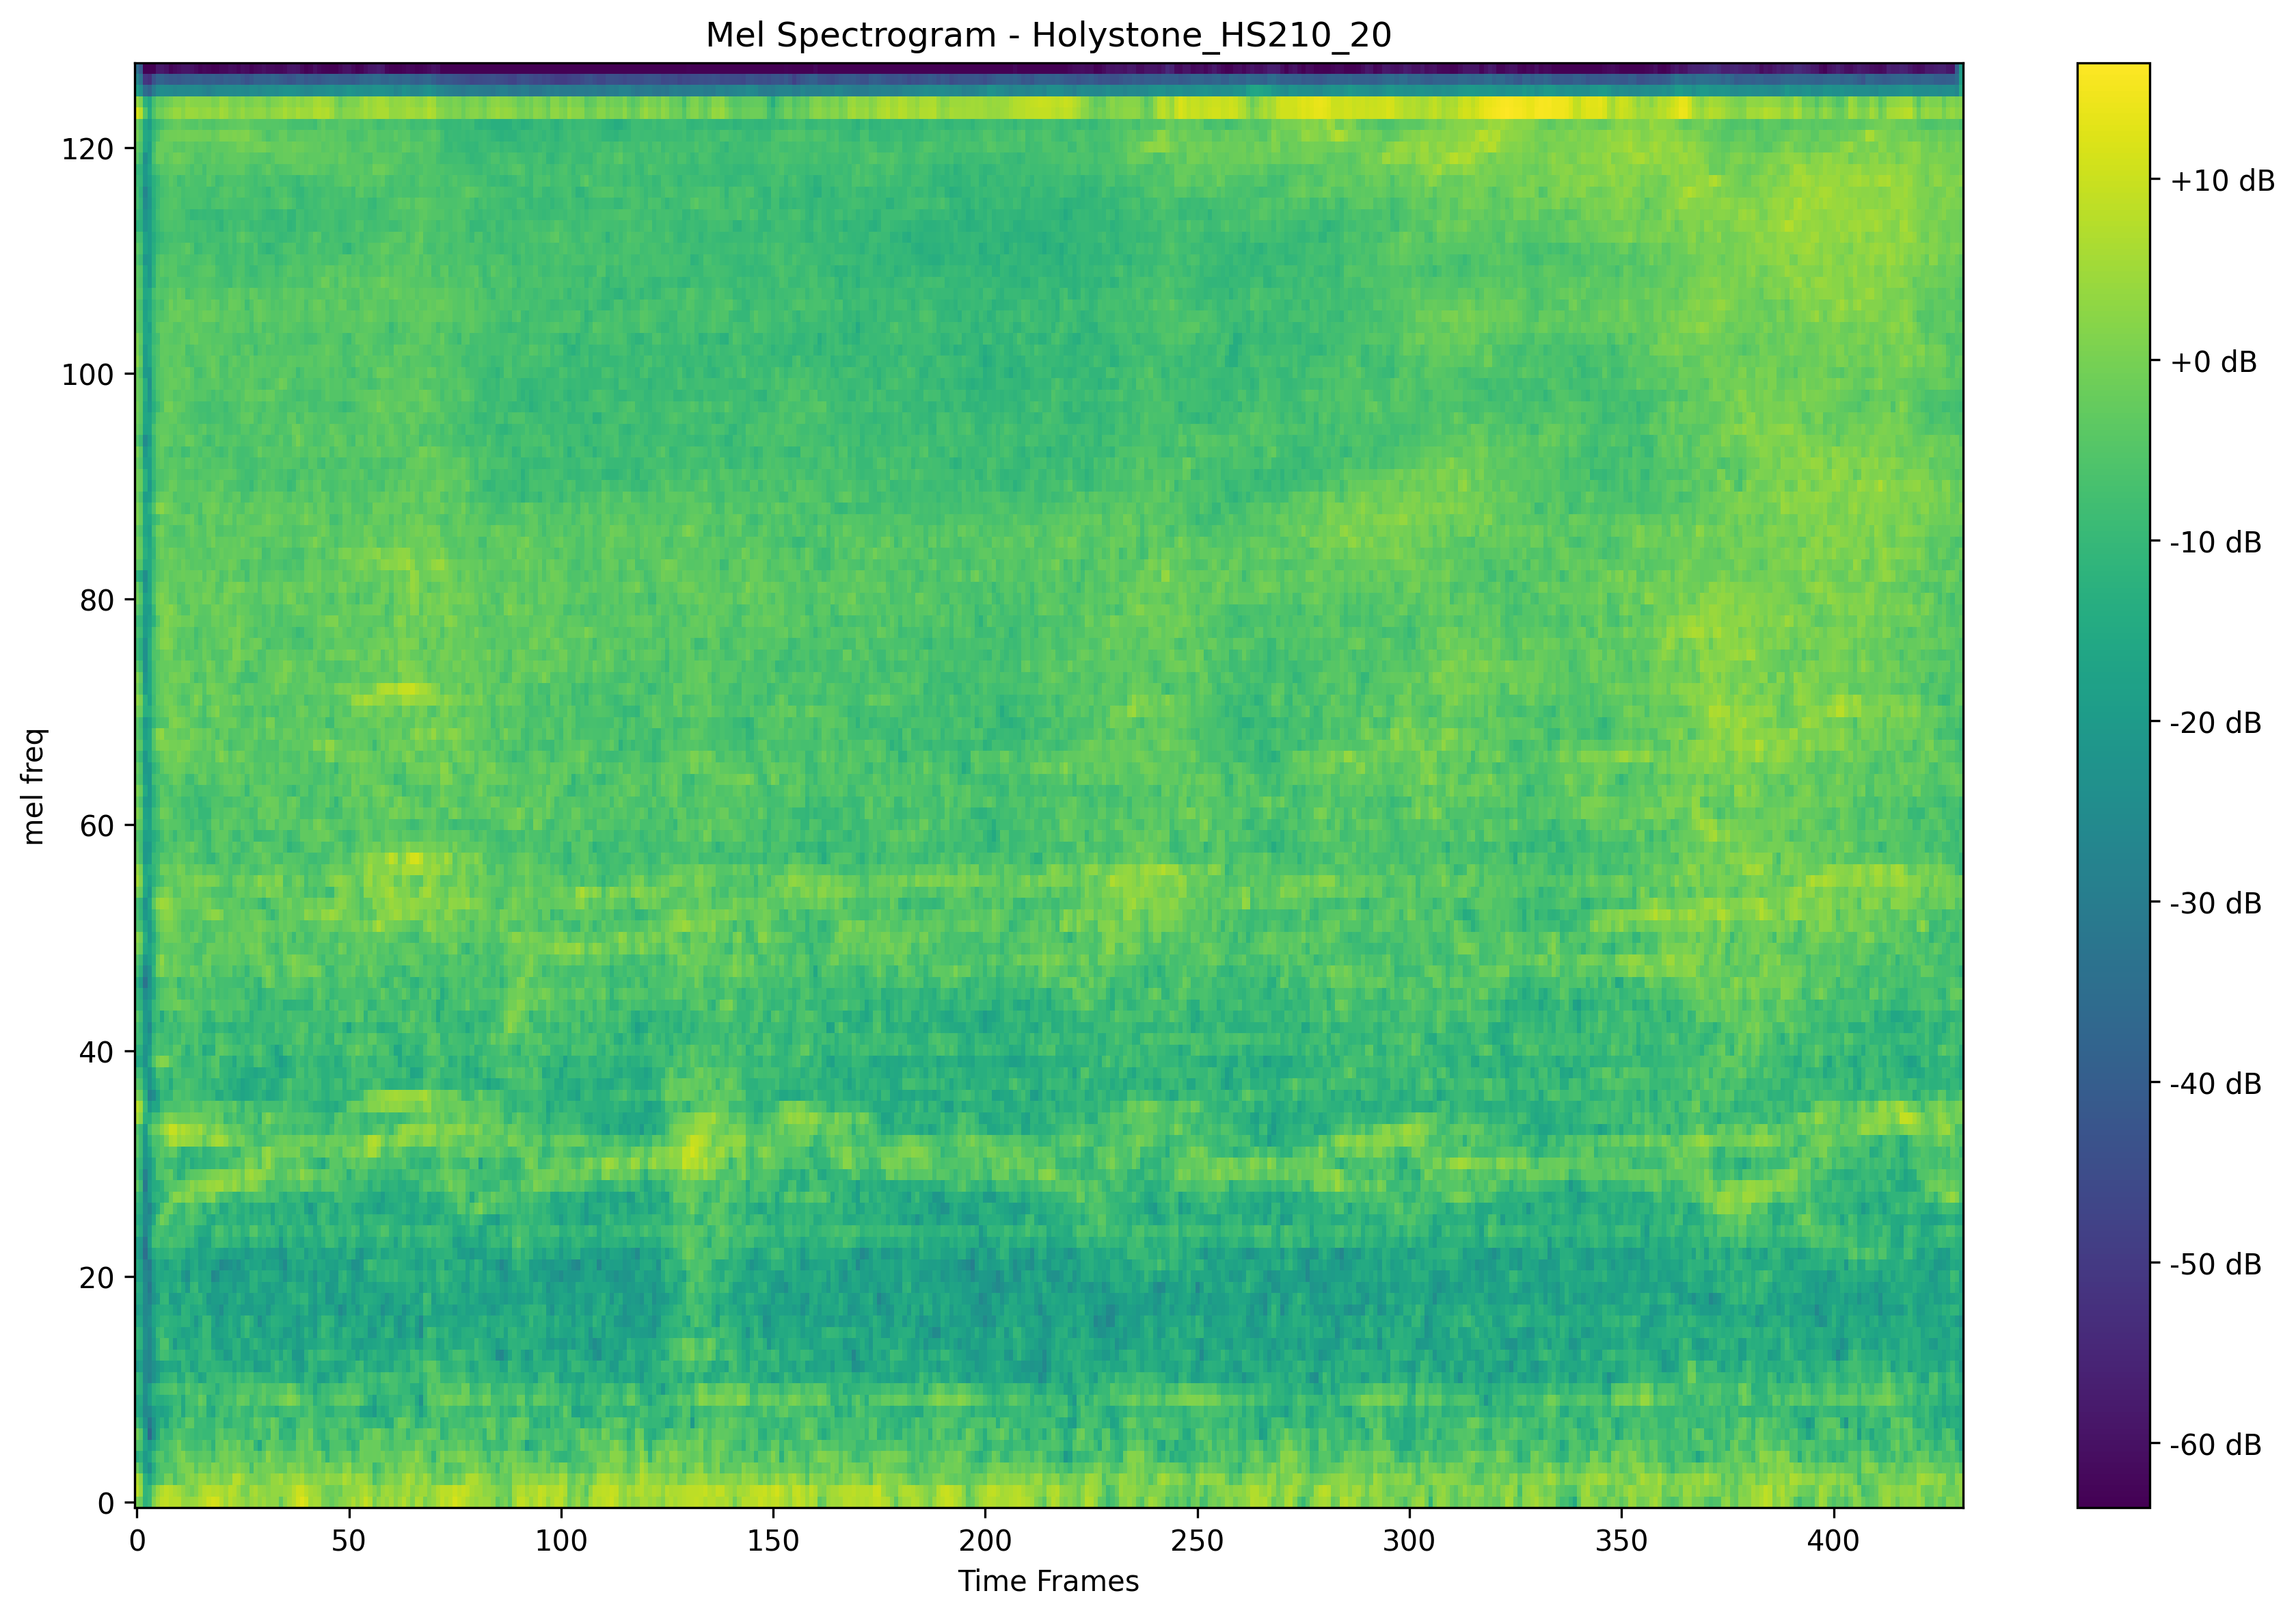 Mel Spectrogram - Holystone_HS210_20
mel freq
120
100
80
60
40
20
0
0 50 100 150 200 250 300 350 400
Time Frames
+10 dB
+0 dB
-10 dB
-20 dB
-30 dB
-40 dB
-50 dB
-60 dB